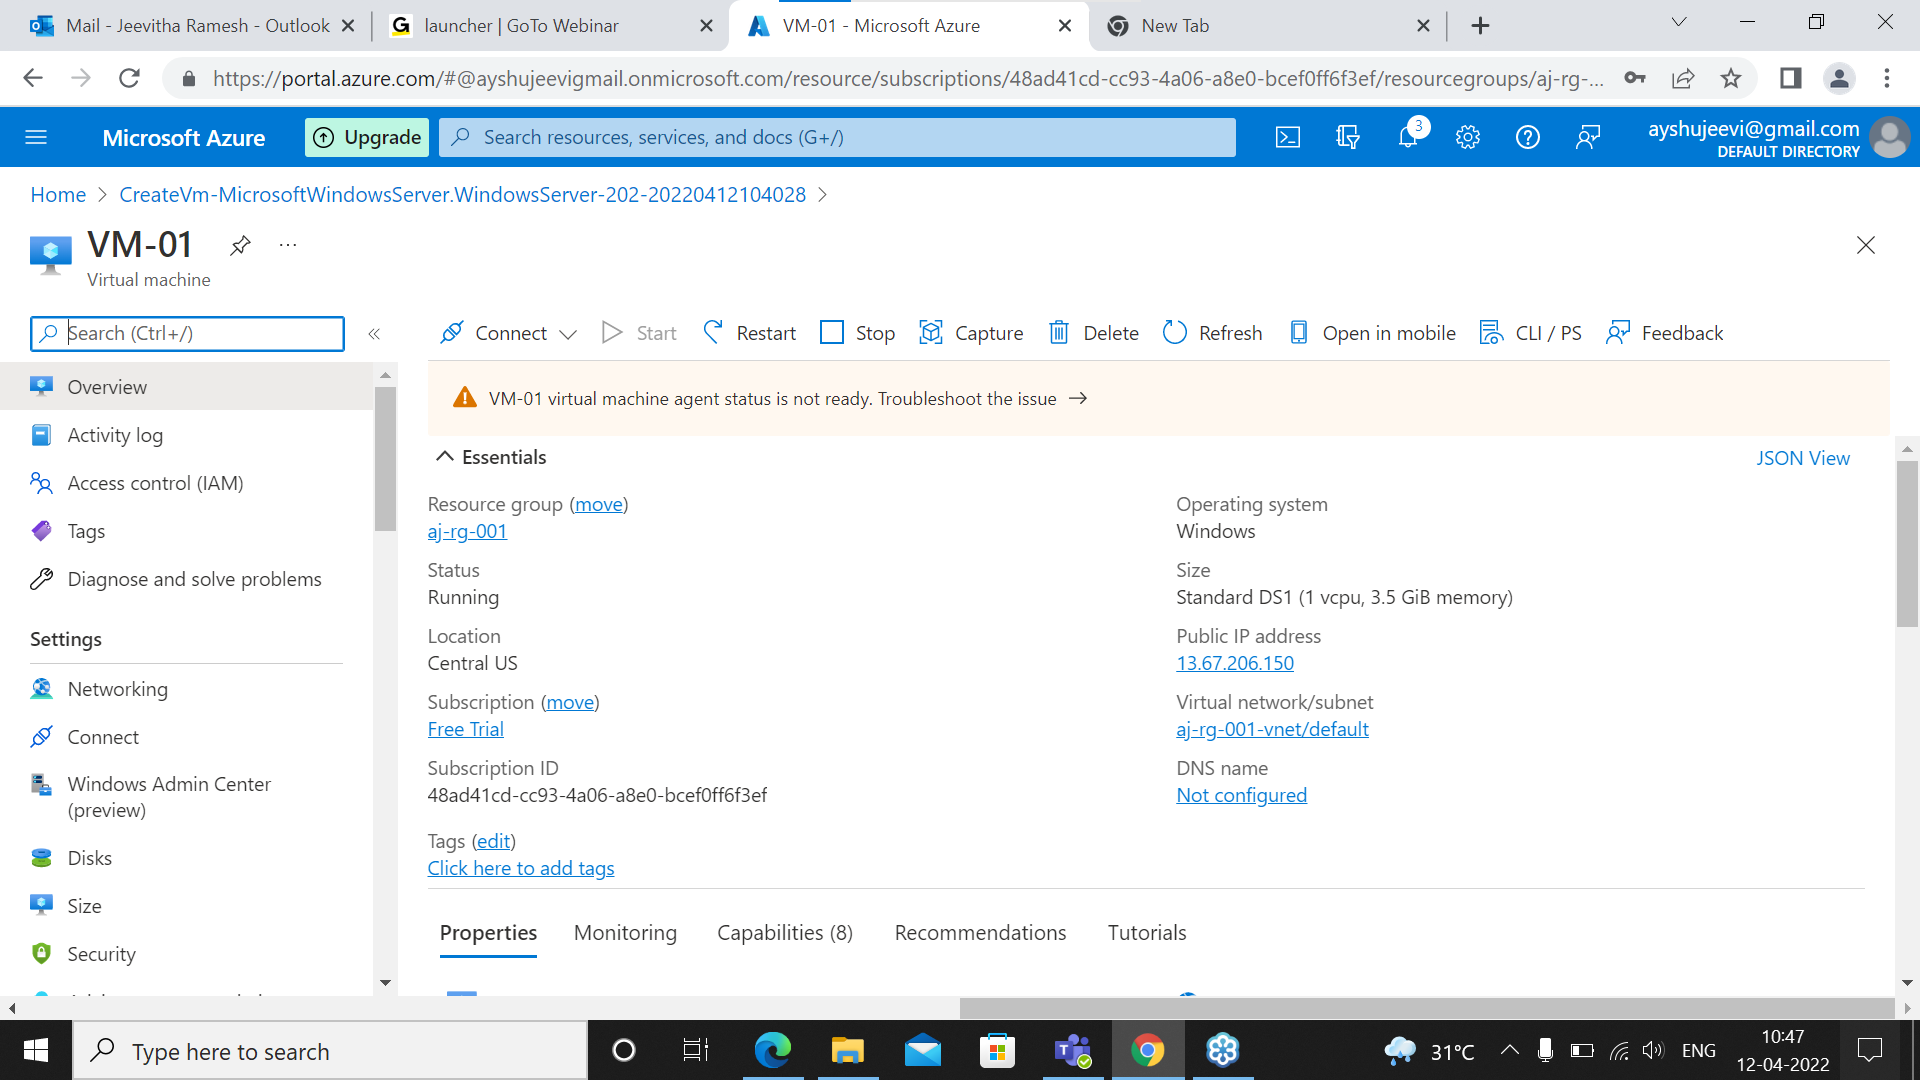 Mail - Jeevitha Ramesh - Outlook
launcher | GoTo Webinar
VM-01 - Microsoft Azure
New Tab
https://portal.azure.com/#@ayshujeevigmail.onmicrosoft.com/resource/subscriptions/48ad41cd-cc93-4a06-a8e0-bcef0ff6f3ef/resourcegroups/aj-rg-...
Microsoft Azure
Upgrade
Search resources, services, and docs (G+/)
3
ayshujeevi@gmail.com
DEFAULT DIRECTORY
Home > CreateVm-MicrosoftWindowsServer.WindowsServer-202-20220412104028 >
VM-01
Virtual machine
Search (Ctrl+/)
Connect
Start
Restart
Stop
Capture
Delete
Refresh
Open in mobile
CLI / PS
Feedback
Overview
Activity log
Access control (IAM)
Tags
Diagnose and solve problems
Settings
Networking
Connect
Windows Admin Center
(preview)
Disks
Size
Security
VM-01 virtual machine agent status is not ready. Troubleshoot the issue →
Essentials
JSON View
Resource group (move)
aj-rg-001
Status
Running
Location
Central US
Subscription (move)
Free Trial
Subscription ID
48ad41cd-cc93-4a06-a8e0-bcef0ff6f3ef
Tags (edit)
Click here to add tags
Operating system
Windows
Size
Standard DS1 (1 vcpu, 3.5 GiB memory)
Public IP address
13.67.206.150
Virtual network/subnet
aj-rg-001-vnet/default
DNS name
Not configured
Properties
Monitoring
Capabilities (8)
Recommendations
Tutorials
Type here to search
31°C
ENG
10:47
12-04-2022